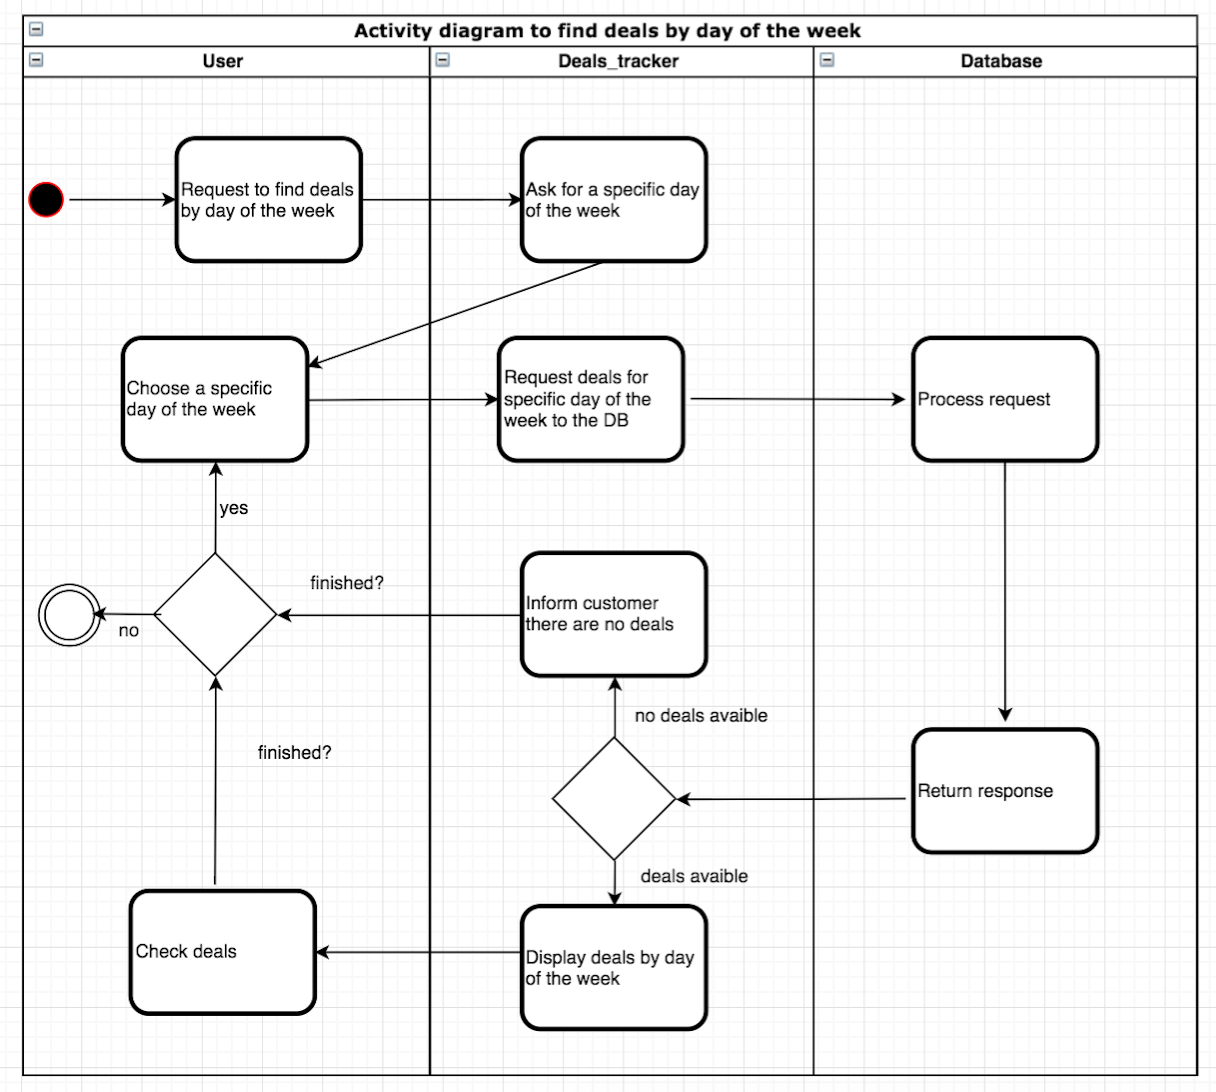 Activity diagram to find deals by day of the week
User
Deals_tracker
Database
Request to find deals
by day of the week
Ask for a specific day
of the week
Choose a specific
day of the week
Request deals for
specific day of the
week to the DB
Process request
yes
finished?
no
Inform customer
there are no deals
no deals avaible
finished?
Return response
deals avaible
Check deals
Display deals by day
of the week